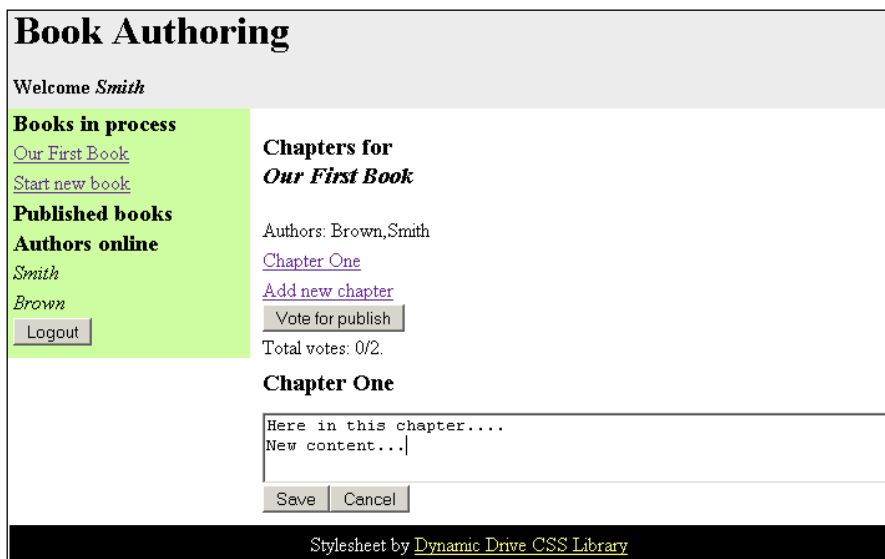 Book Authoring
Welcome Smith
Books in process
Our First Book
Start new book
Published books
Authors online
Smith
Brown
Logout
Chapters for
Our First Book
Authors: Brown,Smith
Chapter One
Add new chapter
Vote for publish
Total votes: 0/2.
Chapter One
Here in this chapter....
New content...
Save Cancel
Stylesheet by Dynamic Drive CSS Library